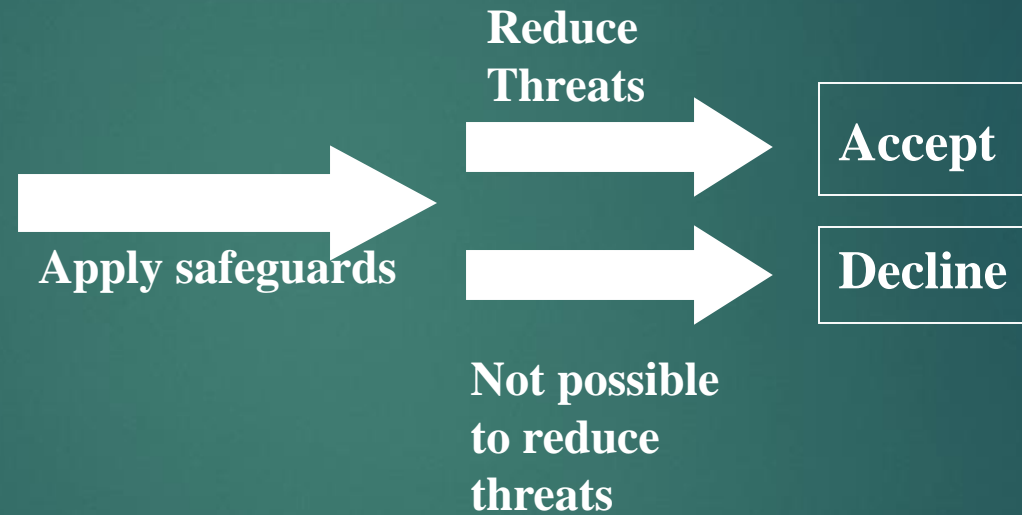 Reduce
Threats
Accept
Apply safeguards
Decline
Not possible
to reduce
threats